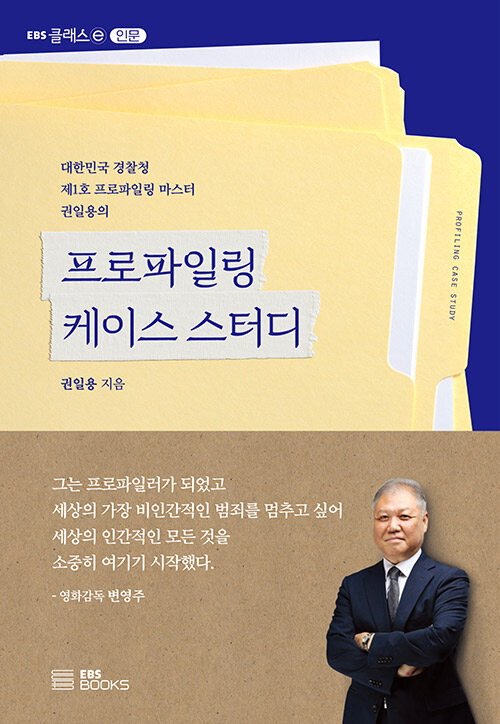 EBS 클래스 e 인문
대한민국 경찰청
제1호 프로파일링 마스터
권일용의
프로파일링
케이스 스터디
PROFILING CASE STUDY
권일용 지음
그는 프로파일러가 되었고
세상의 가장 비인간적인 범죄를 멈추고 싶어
세상의 인간적인 모든 것을
소중히 여기기 시작했다.
- 영화감독 변영주
EBS
BOOKS